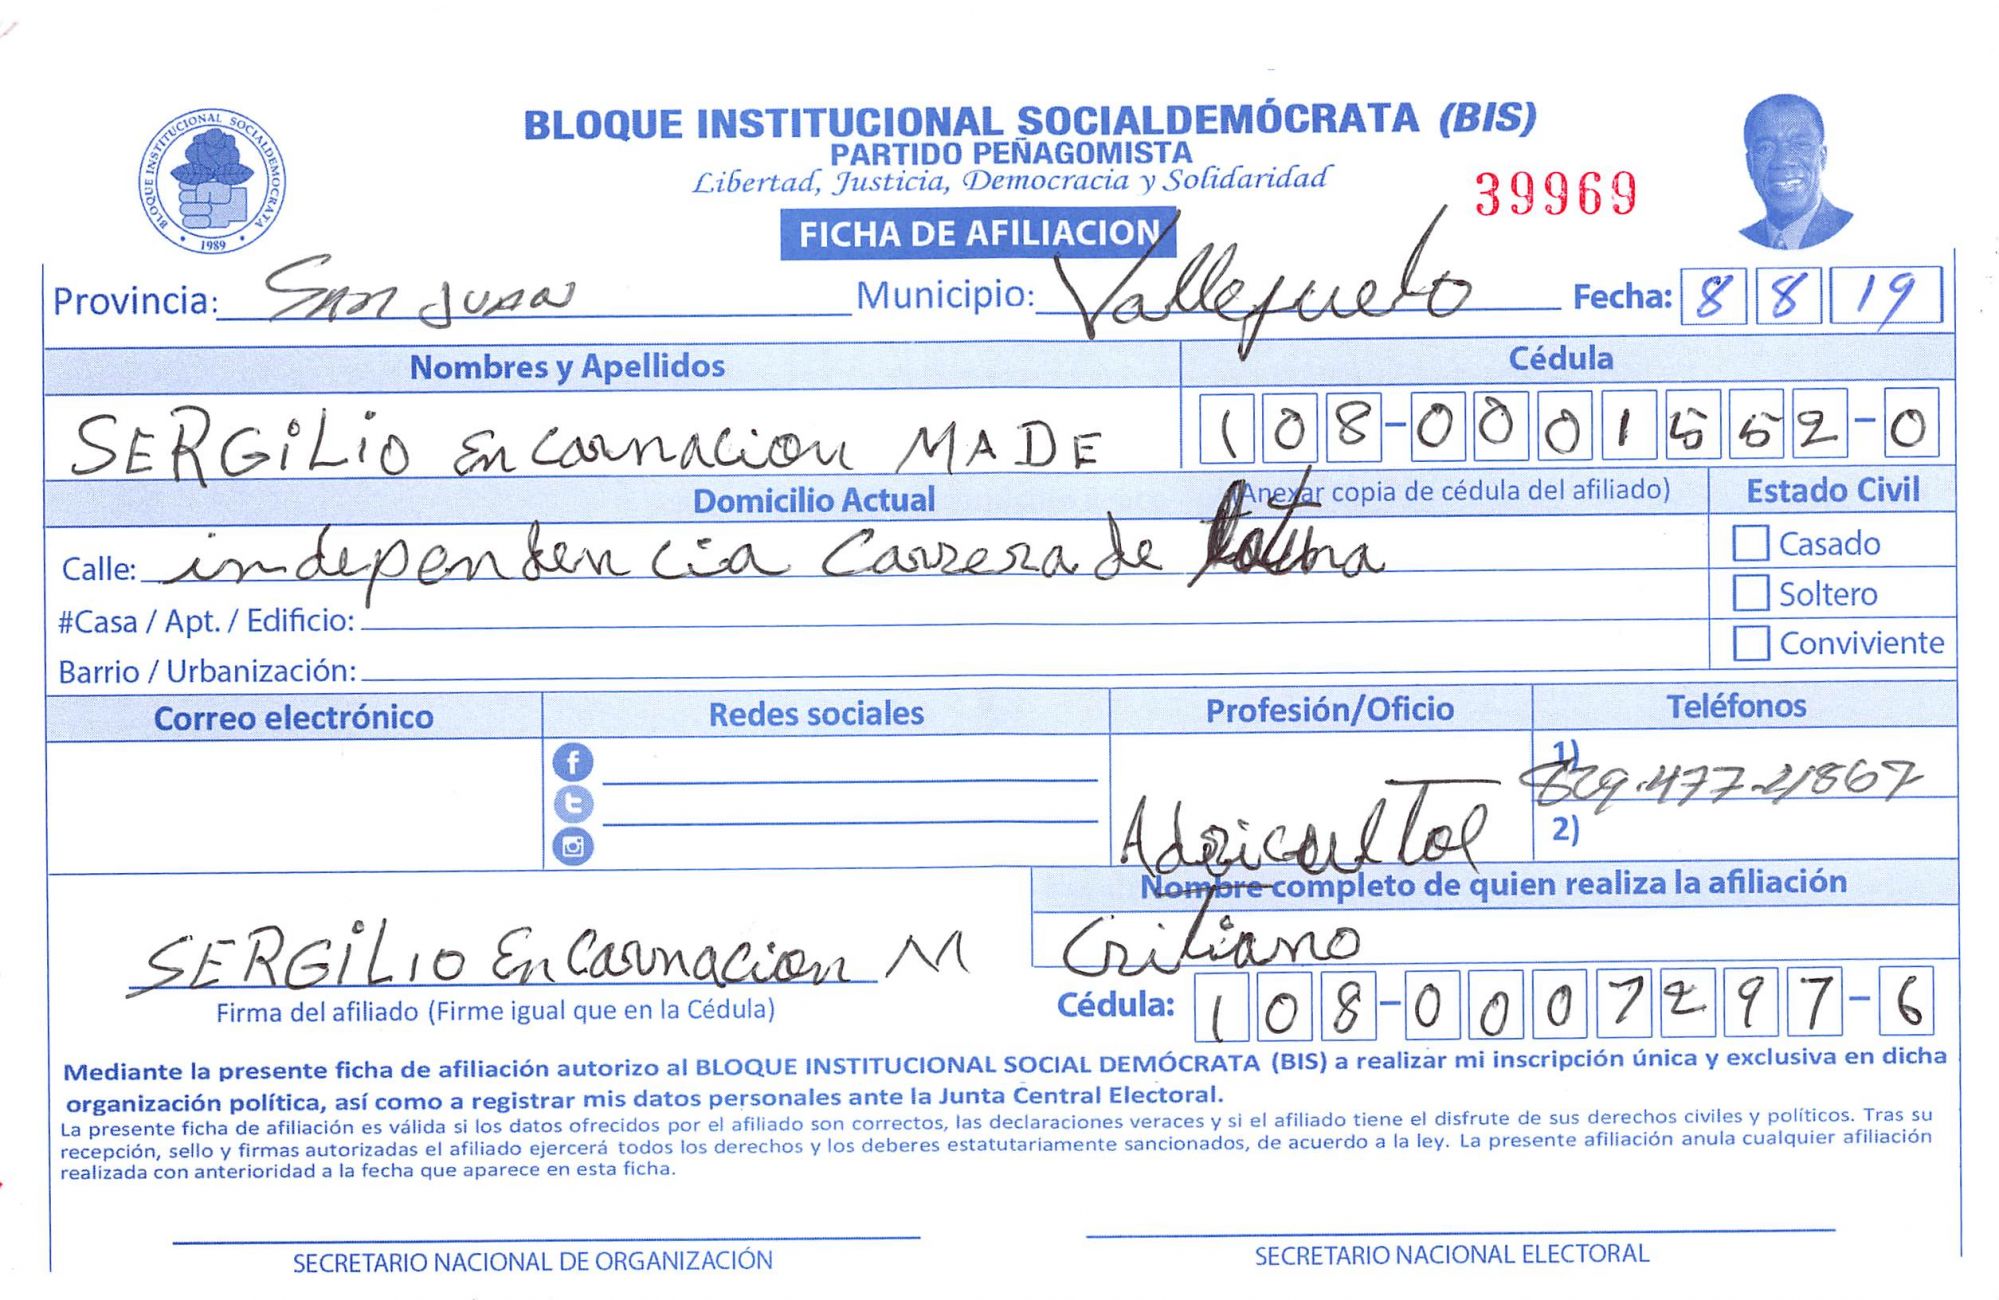 BLOQUE INSTITUCIONAL SOCIALDEMÓCRATA 1989
BLOQUE INSTITUCIONAL SOCIALDEMÓCRATA (BIS)
PARTIDO PEÑAGOMISTA
Libertad, Justicia, Democracia y Solidaridad
39969
FICHA DE AFILIACION
Provincia: San Juan Municipio: Vallejuelo Fecha: 8 8 19
Nombres y Apellidos Cédula
SERGILIO Encarnacion MADE 108-0001552-0
Domicilio Actual (Anexar copia de cédula del afiliado) Estado Civil
Calle: independencia Carrera de Casado
#Casa / Apt. / Edificio: Soltero
Barrio / Urbanización: Conviviente
Correo electrónico Redes sociales Profesión/Oficio Teléfonos
1) 829-477-4867
Adricultol 2)
Nombre completo de quien realiza la afiliación
SERGILIO Encarnacion M Critiano
Firma del afiliado (Firme igual que en la Cédula) Cédula: 108-0007297-6
Mediante la presente ficha de afiliación autorizo al BLOQUE INSTITUCIONAL SOCIAL DEMÓCRATA (BIS) a realizar mi inscripción única y exclusiva en dicha
organización política, así como a registrar mis datos personales ante la Junta Central Electoral.
La presente ficha de afiliación es válida si los datos ofrecidos por el afiliado son correctos, las declaraciones veraces y si el afiliado tiene el disfrute de sus derechos civiles y políticos. Tras su
recepción, sello y firmas autorizadas el afiliado ejercerá todos los derechos y los deberes estatutariamente sancionados, de acuerdo a la ley. La presente afiliación anula cualquier afiliación
realizada con anterioridad a la fecha que aparece en esta ficha.
SECRETARIO NACIONAL DE ORGANIZACIÓN SECRETARIO NACIONAL ELECTORAL